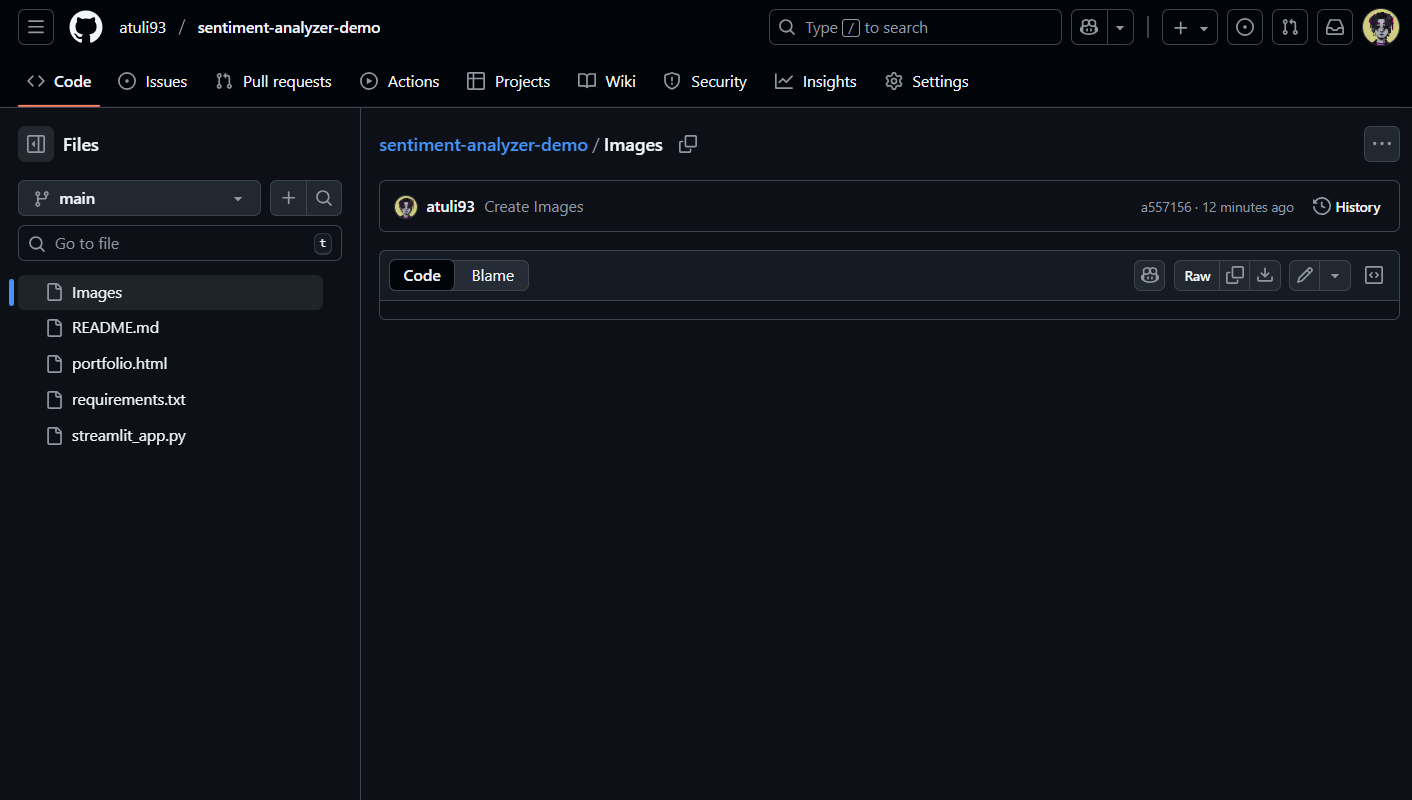 atuli93 / sentiment-analyzer-demo
Type / to search
Code Issues Pull requests Actions Projects Wiki Security Insights Settings
Files
main
Go to file t
Images
README.md
portfolio.html
requirements.txt
streamlit_app.py
sentiment-analyzer-demo / Images
atuli93 Create Images a557156 · 12 minutes ago History
Code Blame Raw